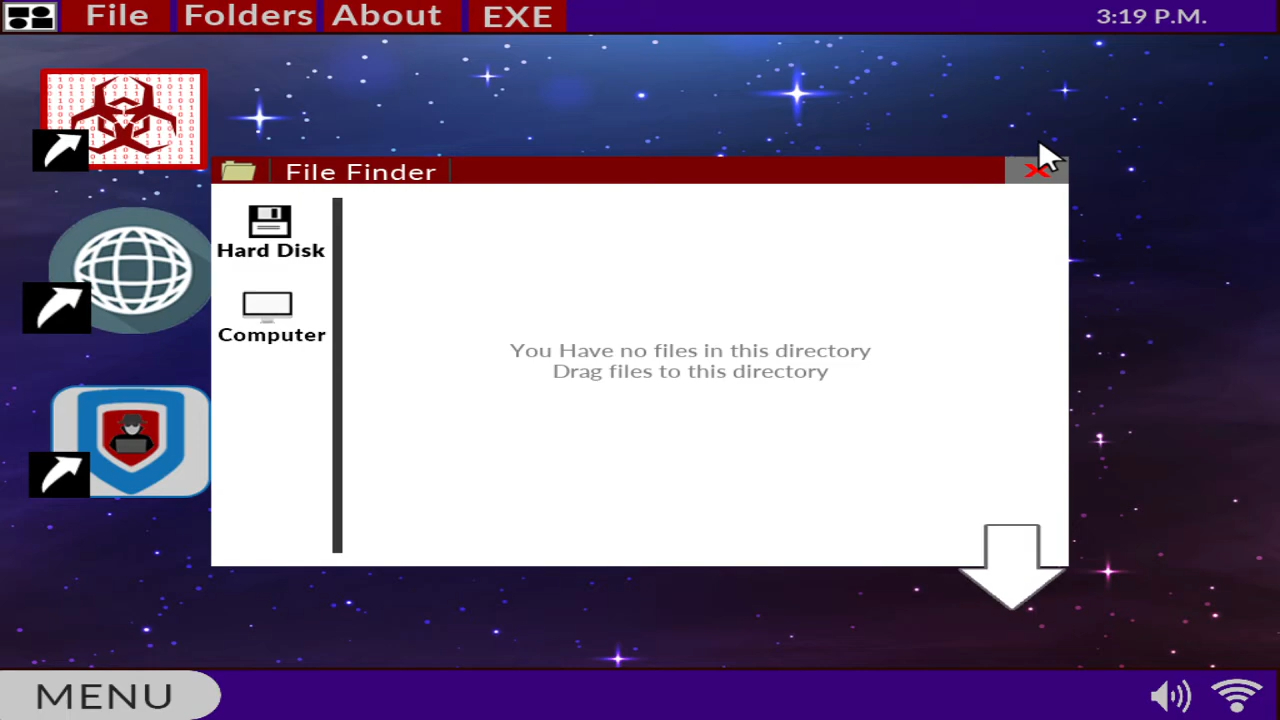 File Folders About EXE 3:19 P.M.
File Finder X
Hard Disk
Computer
You Have no files in this directory
Drag files to this directory
MENU